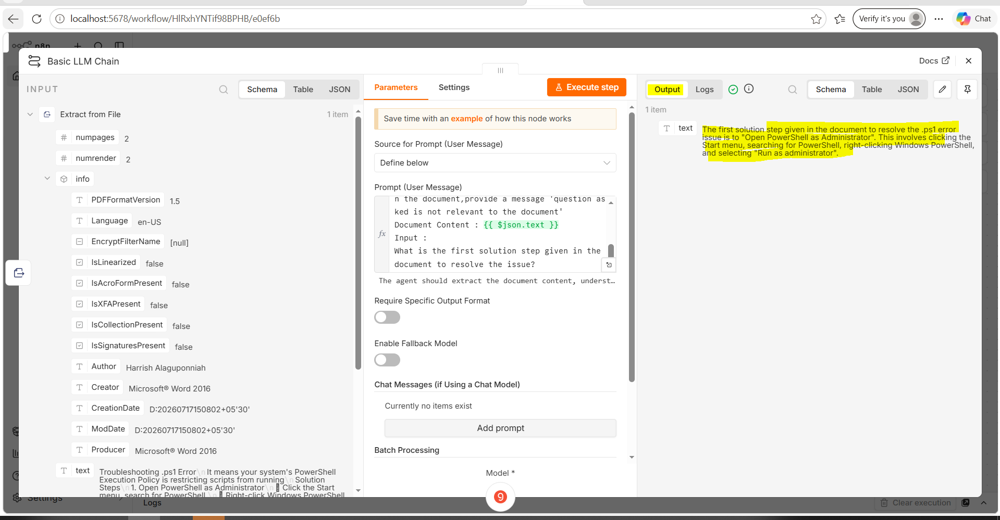 localhost:5678/workflow/HlRxhYNTif98BPHB/e0ef6b
Verify it's you
Chat
n8n
Basic LLM Chain
Docs
INPUT
Schema
Table
JSON
Parameters
Settings
Execute step
Output
Logs
Schema
Table
JSON
Extract from File
1 item
numpages 2
numrender 2
info
PDFFormatVersion 1.5
Language en-US
EncryptFilterName [null]
IsLinearized false
IsAcroFormPresent false
IsXFAPresent false
IsCollectionPresent false
IsSignaturesPresent false
Author Harrish Alaguponniah
Creator Microsoft® Word 2016
CreationDate D:20260717150802+05'30'
ModDate D:20260717150802+05'30'
Producer Microsoft® Word 2016
text Troubleshooting .ps1 Error\n It means your system's PowerShell
Execution Policy is restricting scripts from running\n Solution
Steps\n 1. Open PowerShell as Administrator\n Click the Start
menu, search for PowerShell.\n Right-click Windows PowerShell
Save time with an example of how this node works
Source for Prompt (User Message)
Define below
Prompt (User Message)
n the document,provide a message 'question as
ked is not relevant to the document'
Document Content : {{ $json.text }}
fx
Input :
What is the first solution step given in the
document to resolve the issue?
The agent should extract the document content, underst…
Require Specific Output Format
Enable Fallback Model
Chat Messages (if Using a Chat Model)
Currently no items exist
Add prompt
Batch Processing
Model *
1 item
text The first solution step given in the document to resolve the .ps1 error
issue is to "Open PowerShell as Administrator". This involves clicking the
Start menu, searching for PowerShell, right-clicking Windows PowerShell,
and selecting "Run as administrator".
Settings
Logs
Clear execution